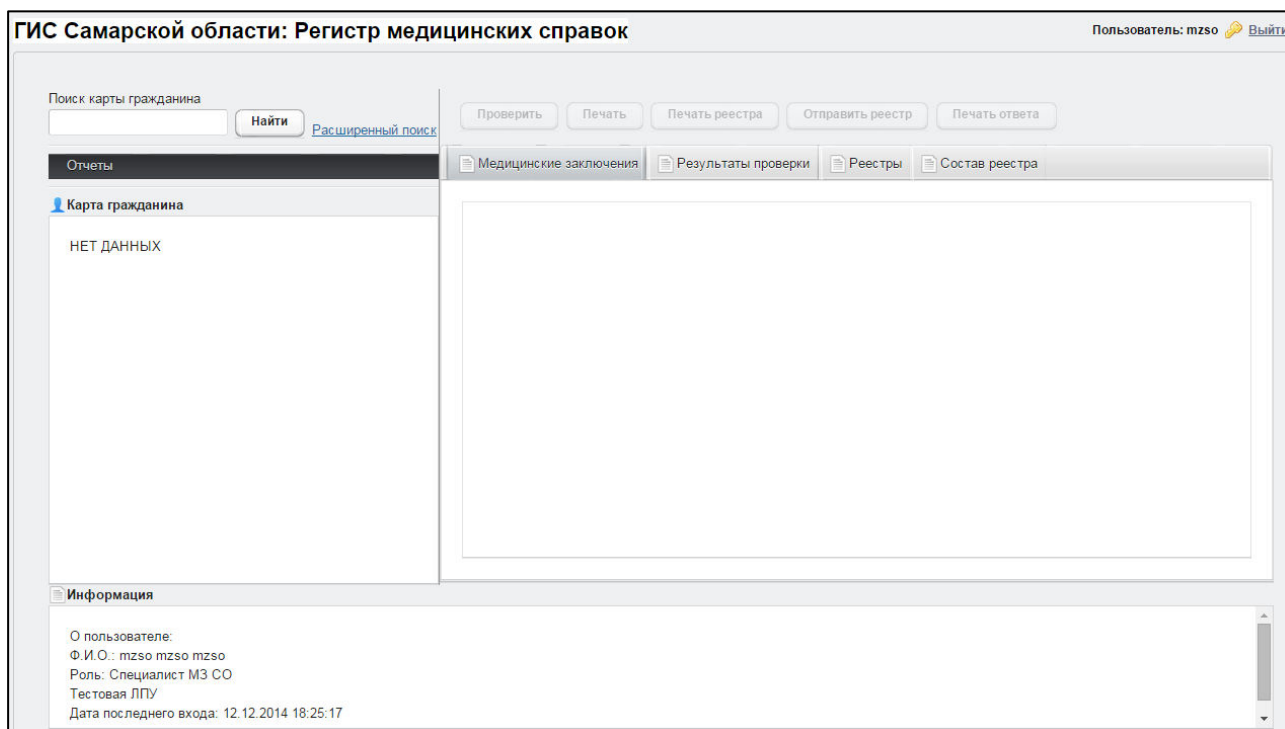 ГИС Самарской области: Регистр медицинских справок
Пользователь: mzso Выйти
Поиск карты гражданина
Найти
Расширенный поиск
Проверить
Печать
Печать реестра
Отправить реестр
Печать ответа
Отчеты
Медицинские заключения
Результаты проверки
Реестры
Состав реестра
Карта гражданина
НЕТ ДАННЫХ
Информация
О пользователе:
Ф.И.О.: mzso mzso mzso
Роль: Специалист МЗ СО
Тестовая ЛПУ
Дата последнего входа: 12.12.2014 18:25:17